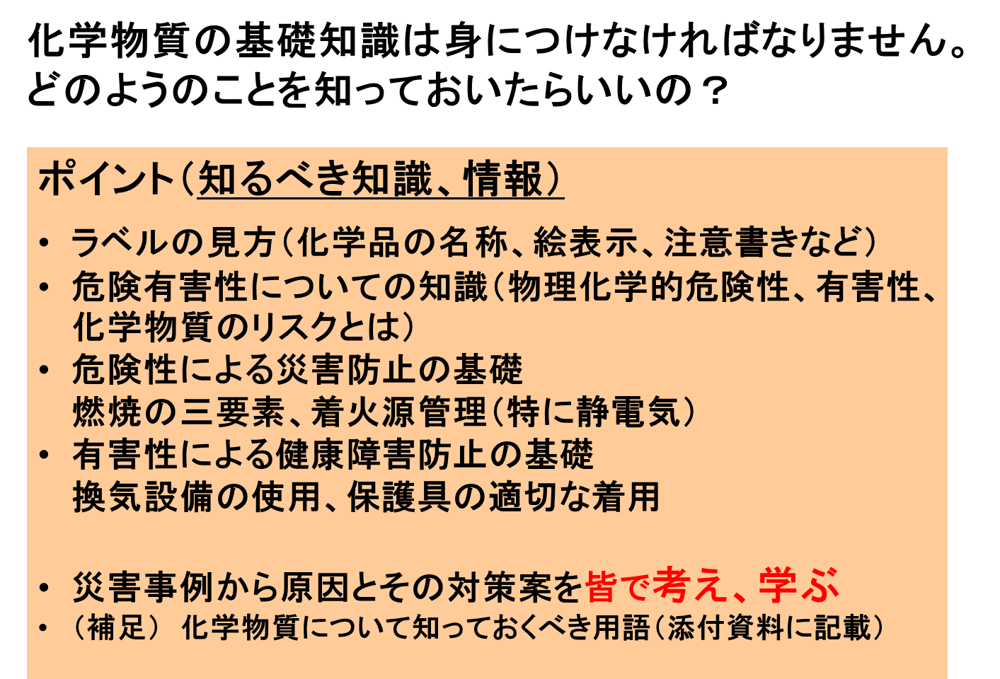 化学物質の基礎知識は身につけなければなりません。
どのようのことを知っておいたらいいの？
ポイント（知るべき知識、情報）
• ラベルの見方（化学品の名称、絵表示、注意書きなど）
• 危険有害性についての知識（物理化学的危険性、有害性、
化学物質のリスクとは）
• 危険性による災害防止の基礎
燃焼の三要素、着火源管理（特に静電気）
• 有害性による健康障害防止の基礎
換気設備の使用、保護具の適切な着用
• 災害事例から原因とその対策案を皆で考え、学ぶ
• （補足） 化学物質について知っておくべき用語（添付資料に記載）